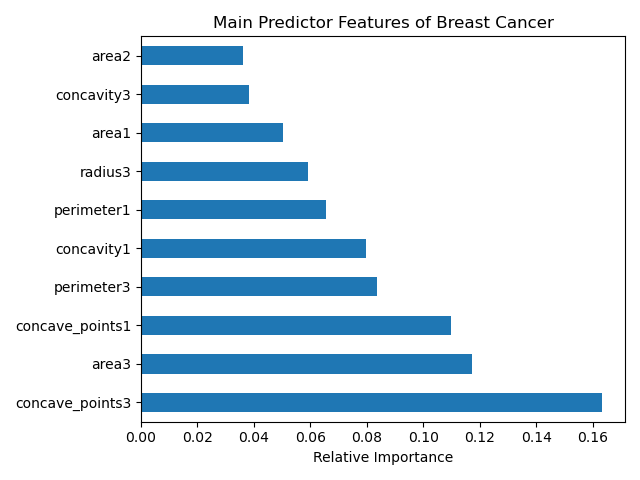 Main Predictor Features of Breast Cancer
area2
concavity3
area1
radius3
perimeter1
concavity1
perimeter3
concave_points1
area3
concave_points3
0.00 0.02 0.04 0.06 0.08 0.10 0.12 0.14 0.16
Relative Importance